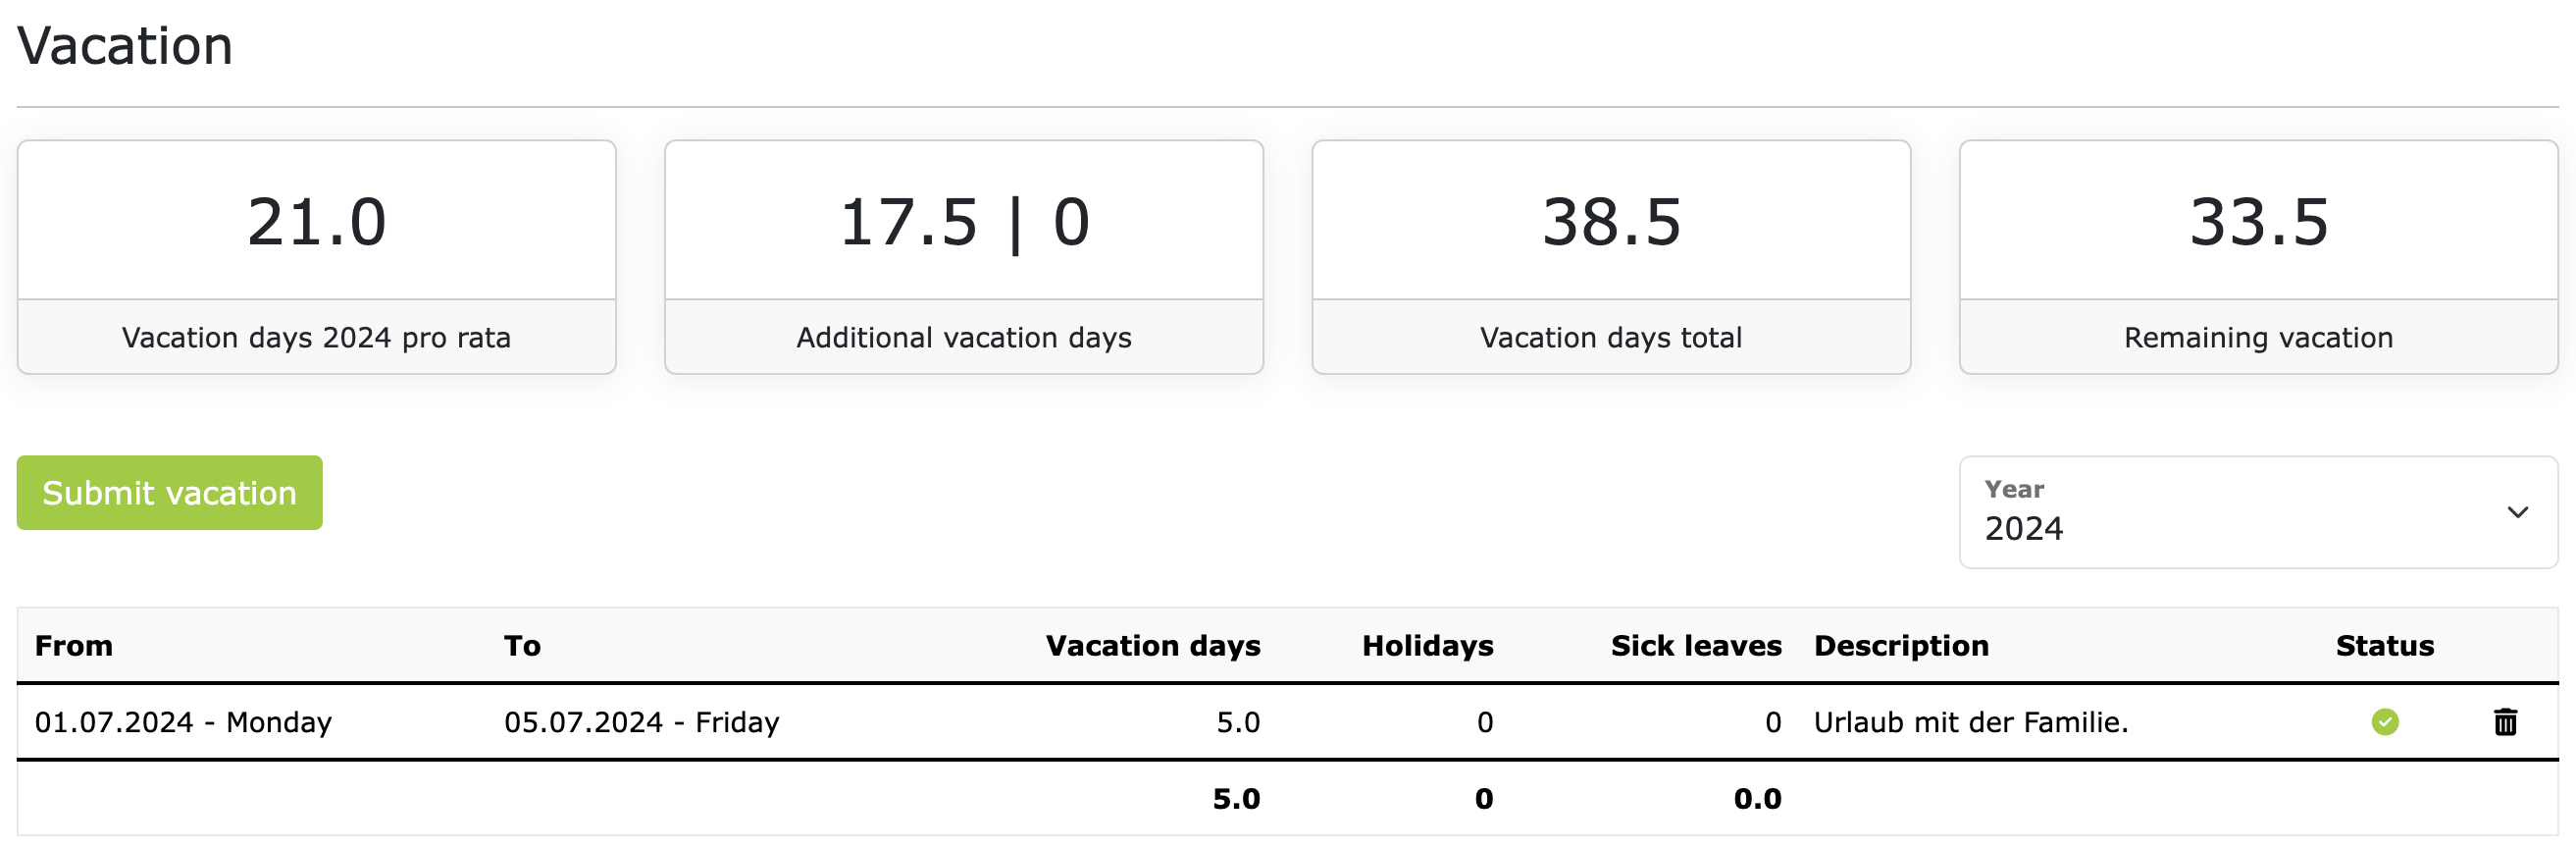 Vacation
21.0
Vacation days 2024 pro rata
17.5 | 0
Additional vacation days
38.5
Vacation days total
33.5
Remaining vacation
Submit vacation
Year
2024
From To Vacation days Holidays Sick leaves Description Status
01.07.2024 - Monday 05.07.2024 - Friday 5.0 0 0 Urlaub mit der Familie.
5.0 0 0.0